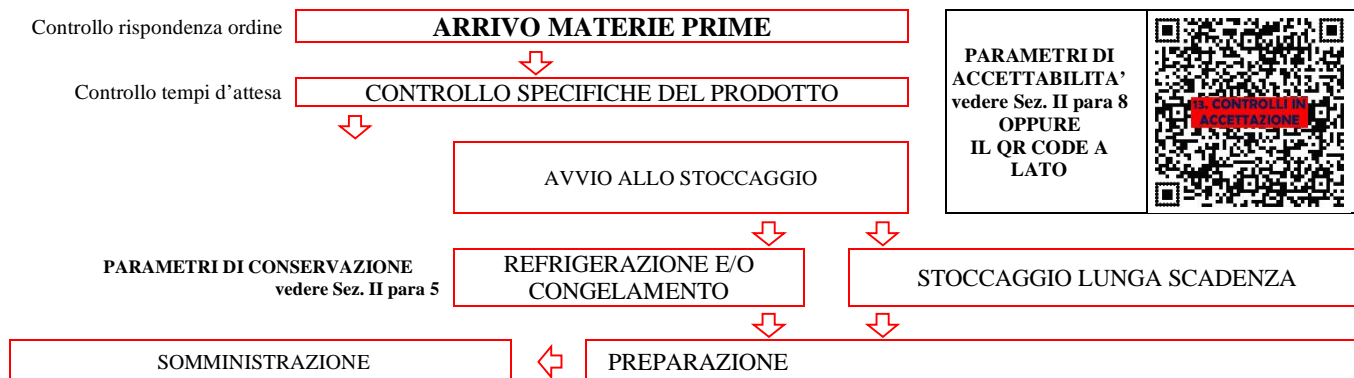 Controllo rispondenza ordine
ARRIVO MATERIE PRIME
Controllo tempi d'attesa
CONTROLLO SPECIFICHE DEL PRODOTTO
PARAMETRI DI
ACCETTABILITA'
vedere Sez. II para 8
OPPURE
IL QR CODE A
LATO
13. CONTROLLI IN
ACCETTAZIONE
AVVIO ALLO STOCCAGGIO
PARAMETRI DI CONSERVAZIONE
vedere Sez. II para 5
REFRIGERAZIONE E/O
CONGELAMENTO
STOCCAGGIO LUNGA SCADENZA
SOMMINISTRAZIONE
PREPARAZIONE